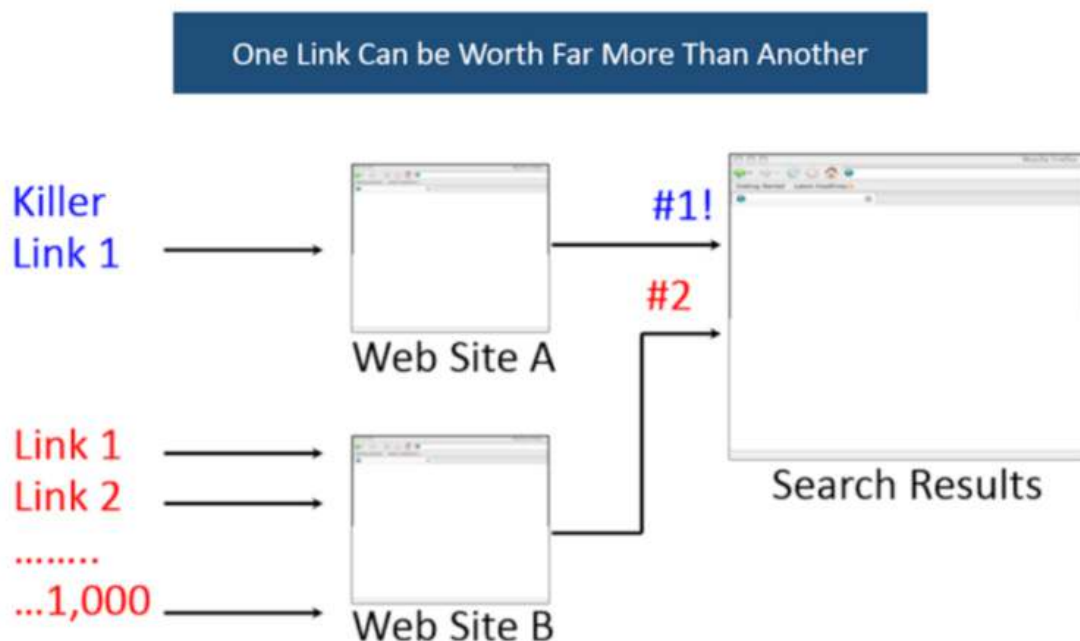 One Link Can be Worth Far More Than Another
Killer
Link 1
#1!
#2
Web Site A
Link 1
Link 2
........
...1,000
Web Site B
Search Results